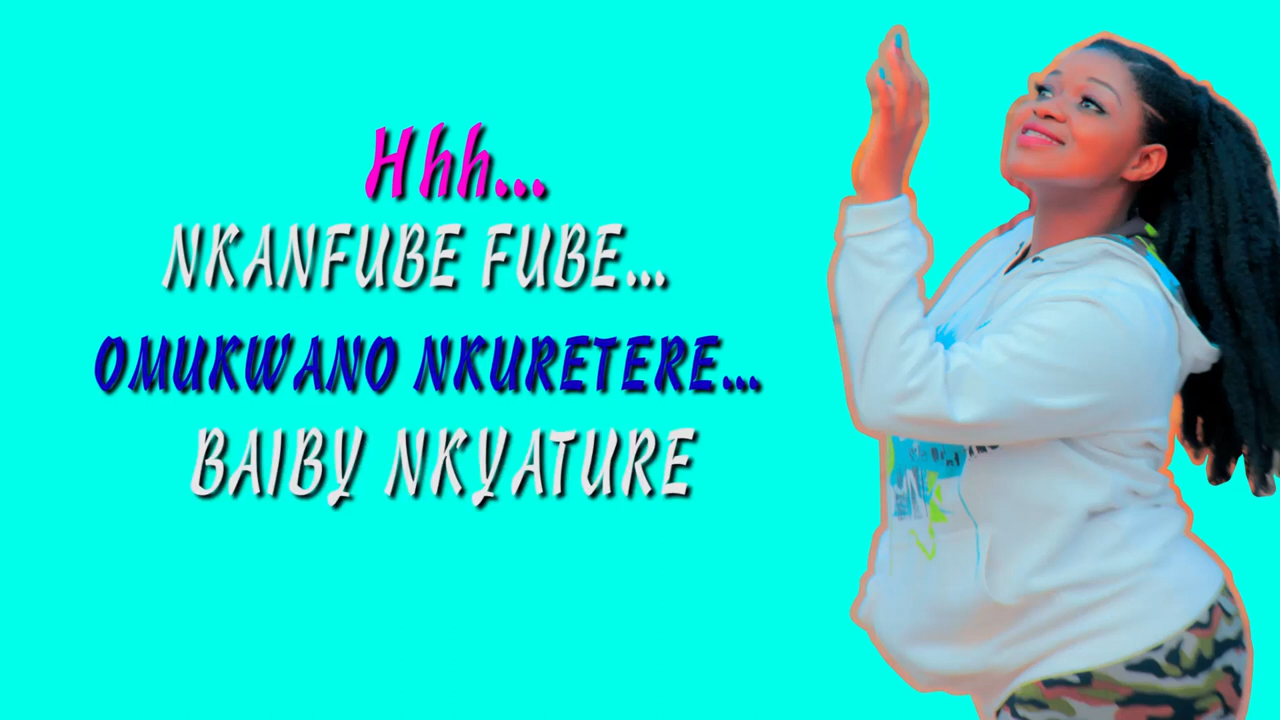 Hhh...
NKANFUBE FUBE...
OMUKWANO NKURETERE...
BAIBY NKYATURE